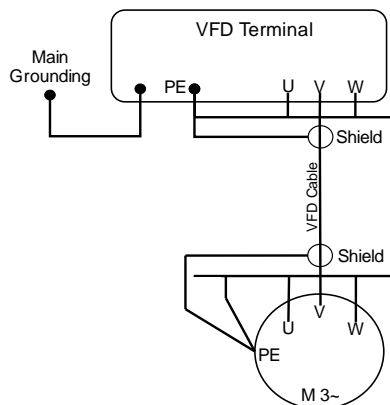 VFD Terminal
Main
Grounding
PE
U V W
Shield
VFD Cable
Shield
U V W
PE
M 3~